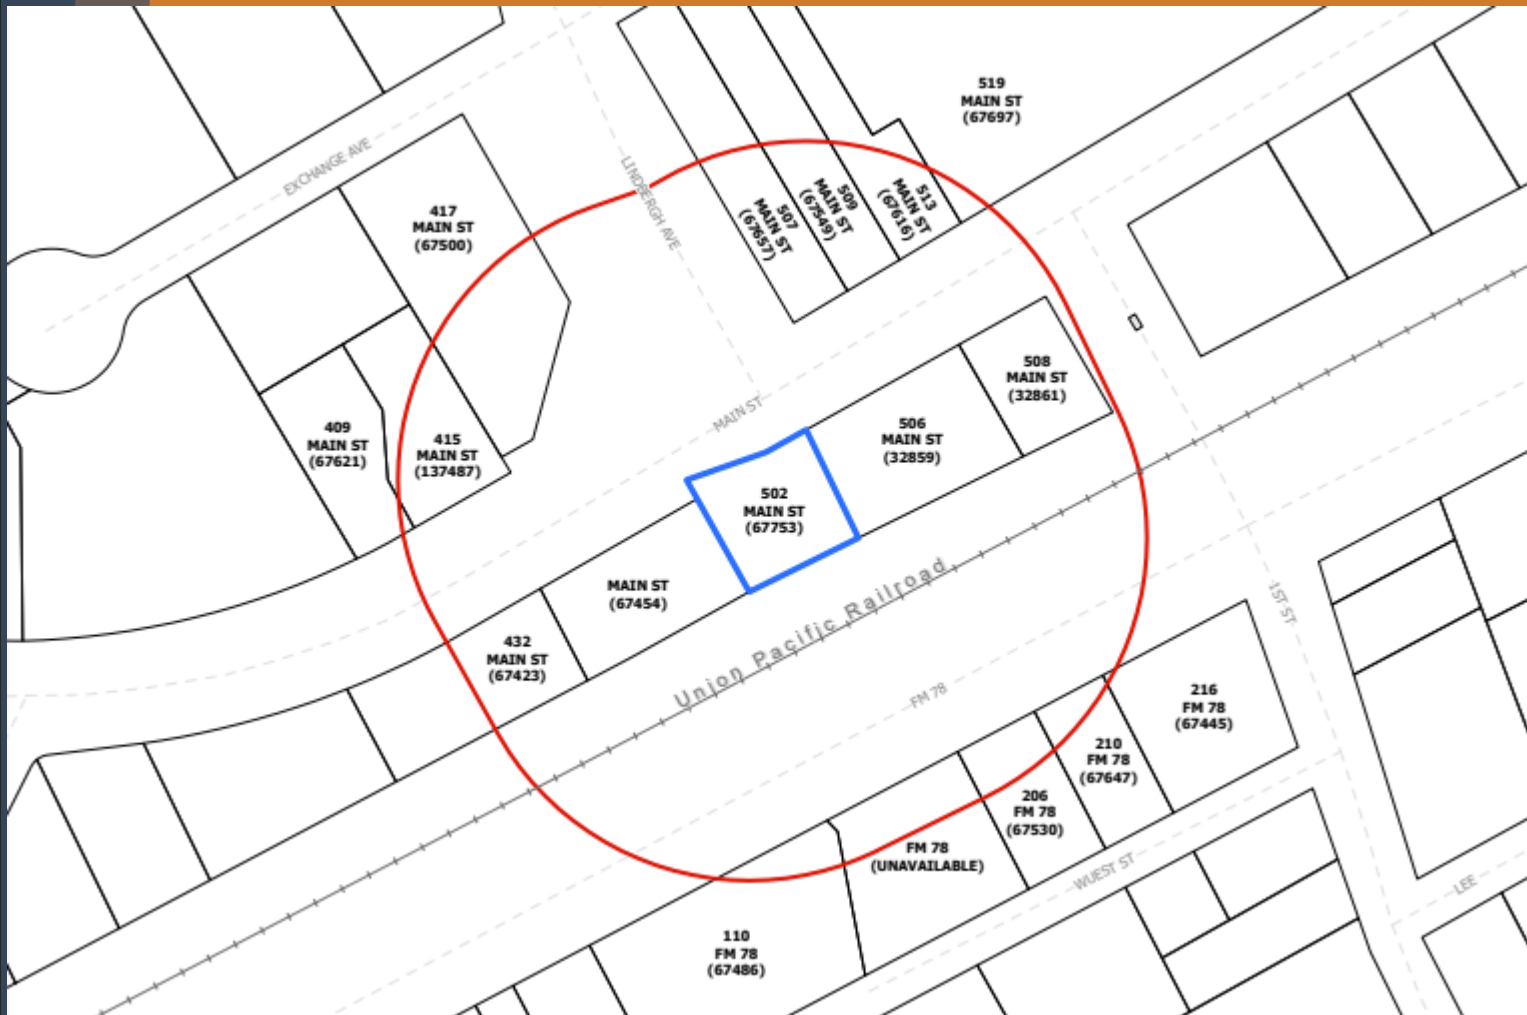 519
MAIN ST
(67697)
EXCHANGE AVE
LINDBERGH AVE
417
MAIN ST
(67500)
507
MAIN ST
(67657)
509
MAIN ST
(67549)
513
MAIN ST
(67616)
409
MAIN ST
(67621)
415
MAIN ST
(137487)
MAIN ST
508
MAIN ST
(32861)
506
MAIN ST
(32859)
502
MAIN ST
(67753)
MAIN ST
(67454)
432
MAIN ST
(67423)
Union Pacific Railroad
1ST ST
FM 78
216
FM 78
(67445)
210
FM 78
(67647)
206
FM 78
(67530)
FM 78
(UNAVAILABLE)
WUEST ST
LEE
110
FM 78
(67486)